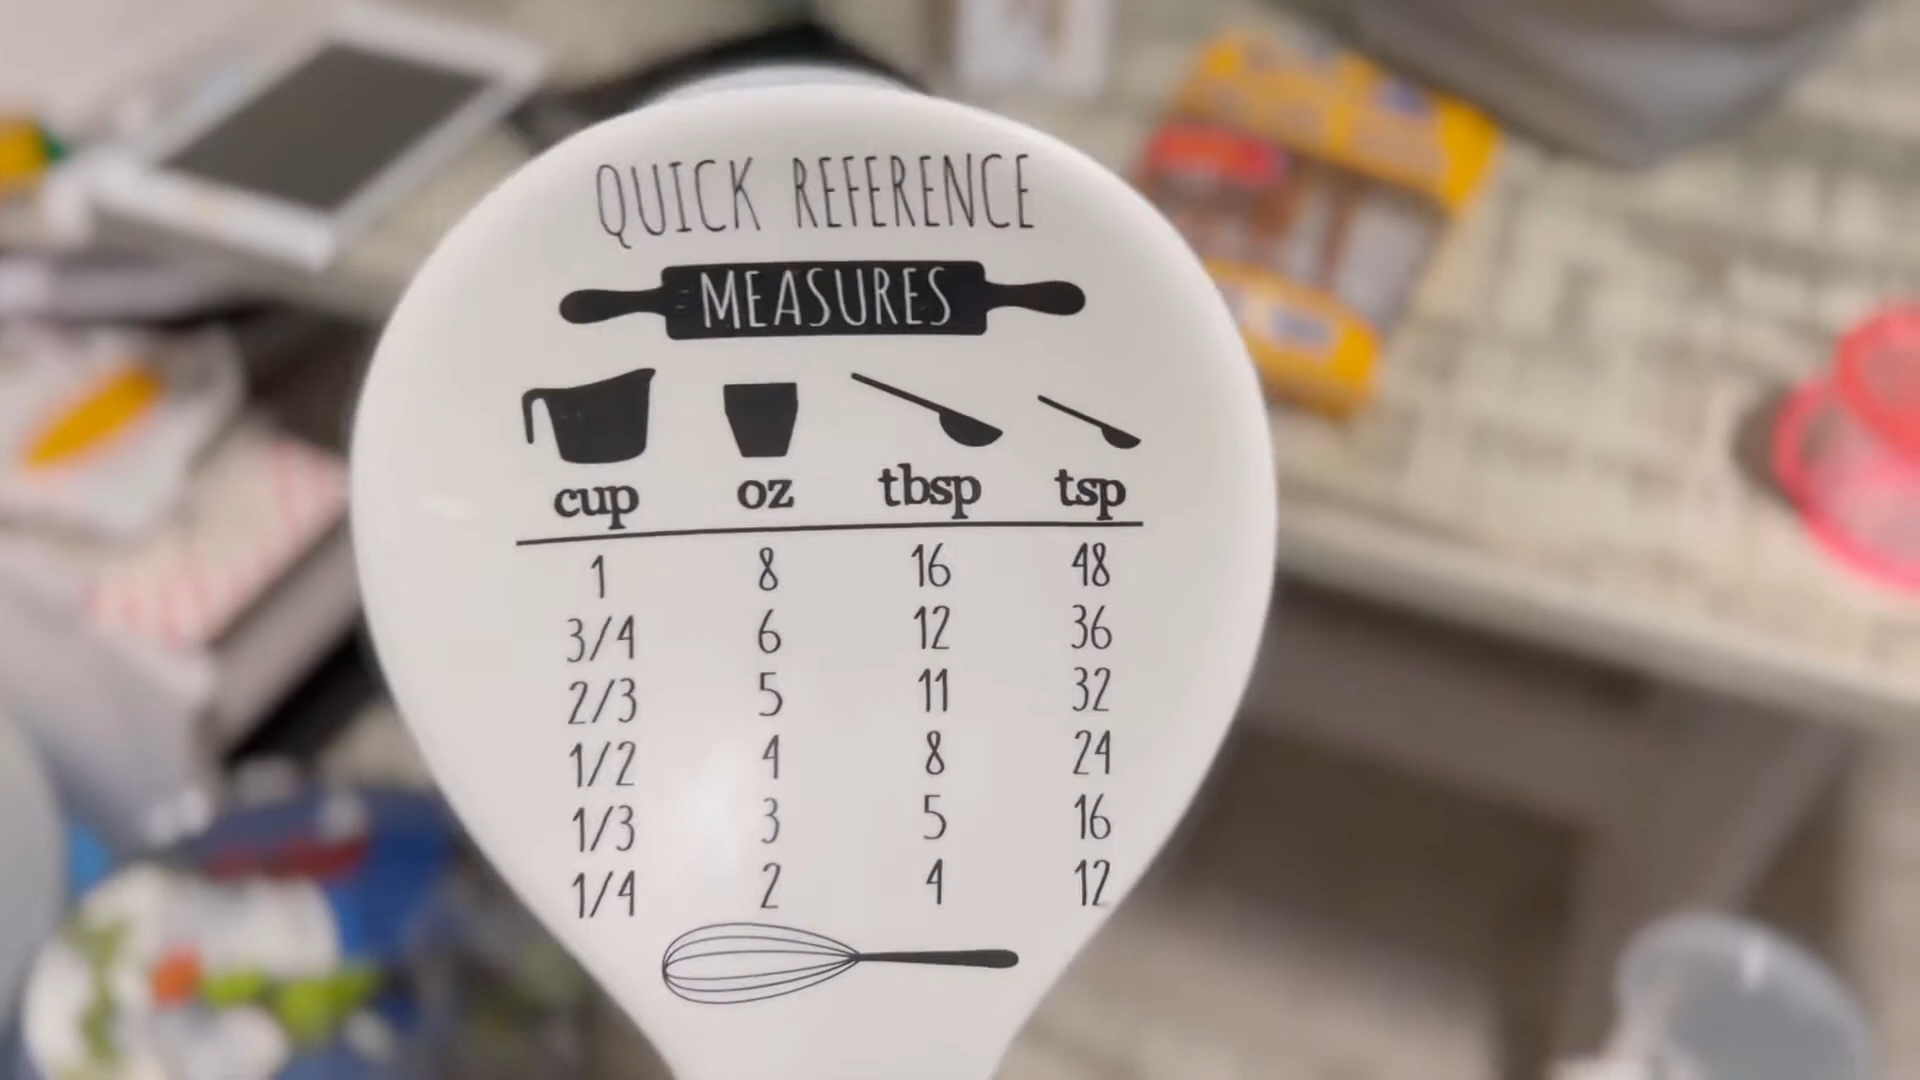 QUICK REFERENCE
MEASURES
cup oz tbsp tsp
1 8 16 48
3/4 6 12 36
2/3 5 11 32
1/2 4 8 24
1/3 3 5 16
1/4 2 4 12